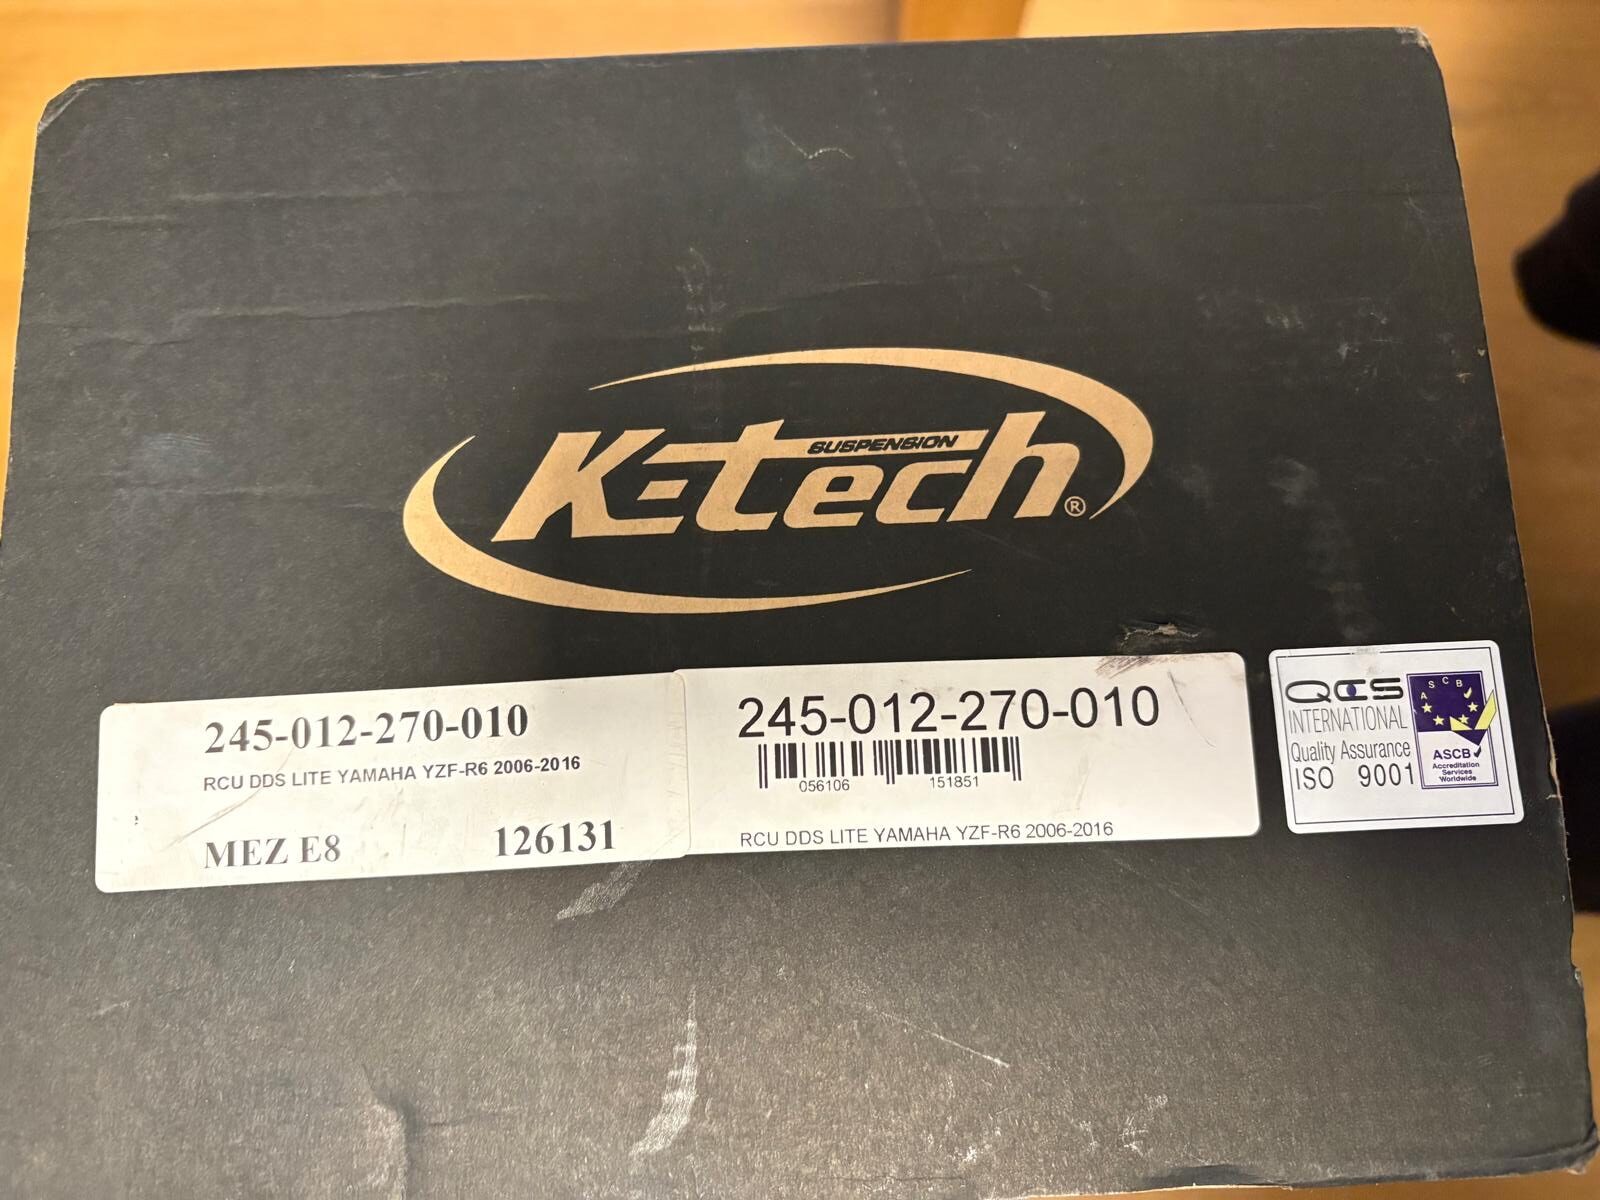 SUSPENSION
K-tech®
245-012-270-010
RCU DDS LITE YAMAHA YZF-R6 2006-2016
MEZ E8 126131
245-012-270-010
056106 151851
RCU DDS LITE YAMAHA YZF-R6 2006-2016
QCS
INTERNATIONAL
Quality Assurance
ISO 9001
ASCB
ASCB
Accreditation
Services
Worldwide